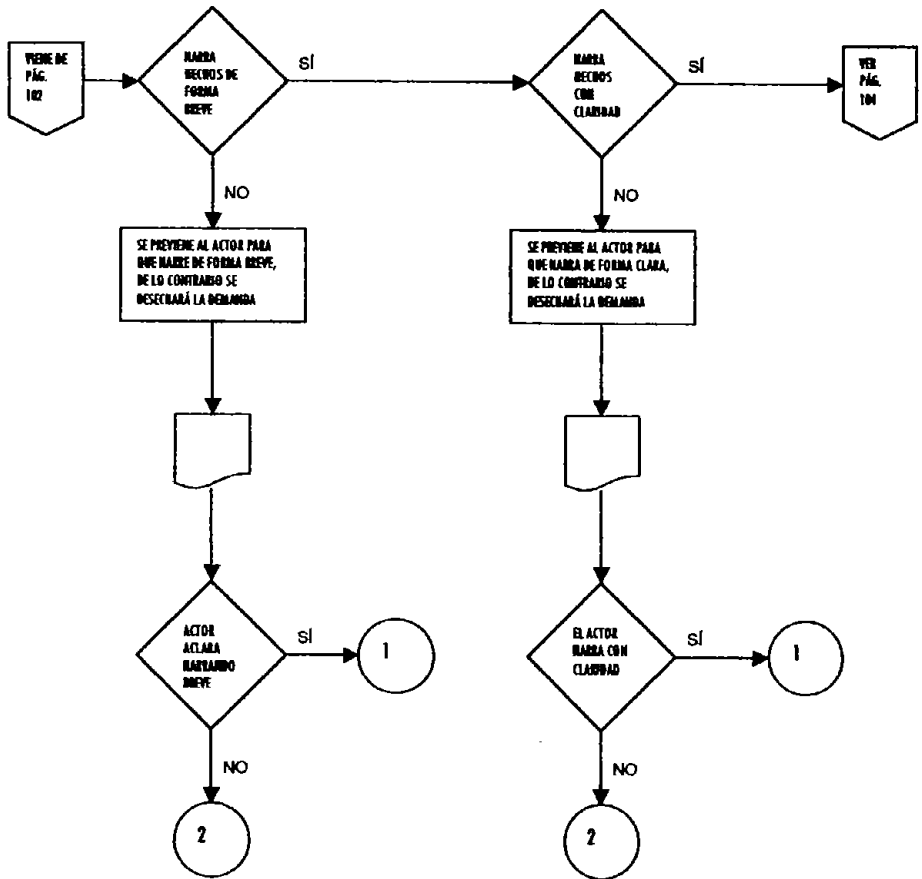 VIENE DE
PÁG.
102
NARRA
HECHOS DE
FORMA
BREVE
SÍ
NARRA
HECHOS
CON
CLARIDAD
SÍ
VER
PÁG.
104
NO
NO
SE PREVIENE AL ACTOR PARA
QUE NARRE DE FORMA BREVE,
DE LO CONTRARIO SE
DESECHARÁ LA DEMANDA
SE PREVIENE AL ACTOR PARA
QUE NARRA DE FORMA CLARA,
DE LO CONTRARIO SE
DESECHARÁ LA DEMANDA
ACTOR
ACLARA
NARRANDO
BREVE
SÍ
1
EL ACTOR
NARRA CON
CLARIDAD
SÍ
1
NO
NO
2
2